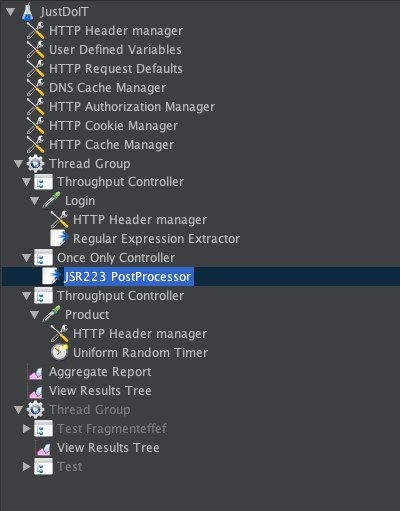 JustDoIT
HTTP Header manager
User Defined Variables
HTTP Request Defaults
DNS Cache Manager
HTTP Authorization Manager
HTTP Cookie Manager
HTTP Cache Manager
Thread Group
Throughput Controller
Login
HTTP Header manager
Regular Expression Extractor
Once Only Controller
JSR223 PostProcessor
Throughput Controller
Product
HTTP Header manager
Uniform Random Timer
Aggregate Report
View Results Tree
Thread Group
Test Fragmenteffef
View Results Tree
Test